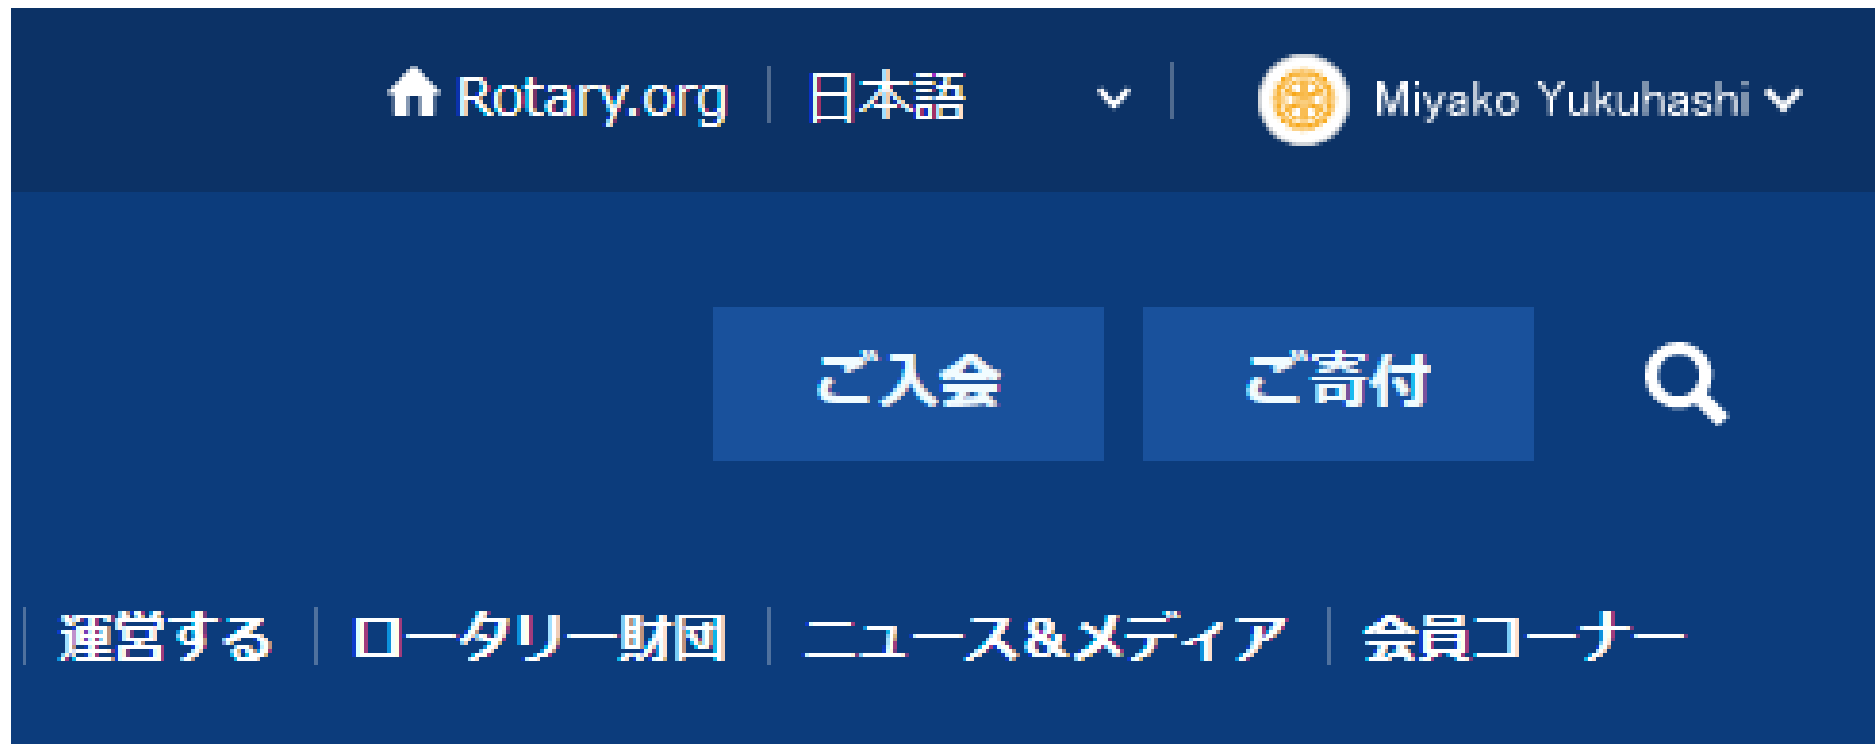 Rotary.org 日本語 Miyako Yukuhashi
ご入会 ご寄付
運営する ロータリー財団 ニュース&メディア 会員コーナー